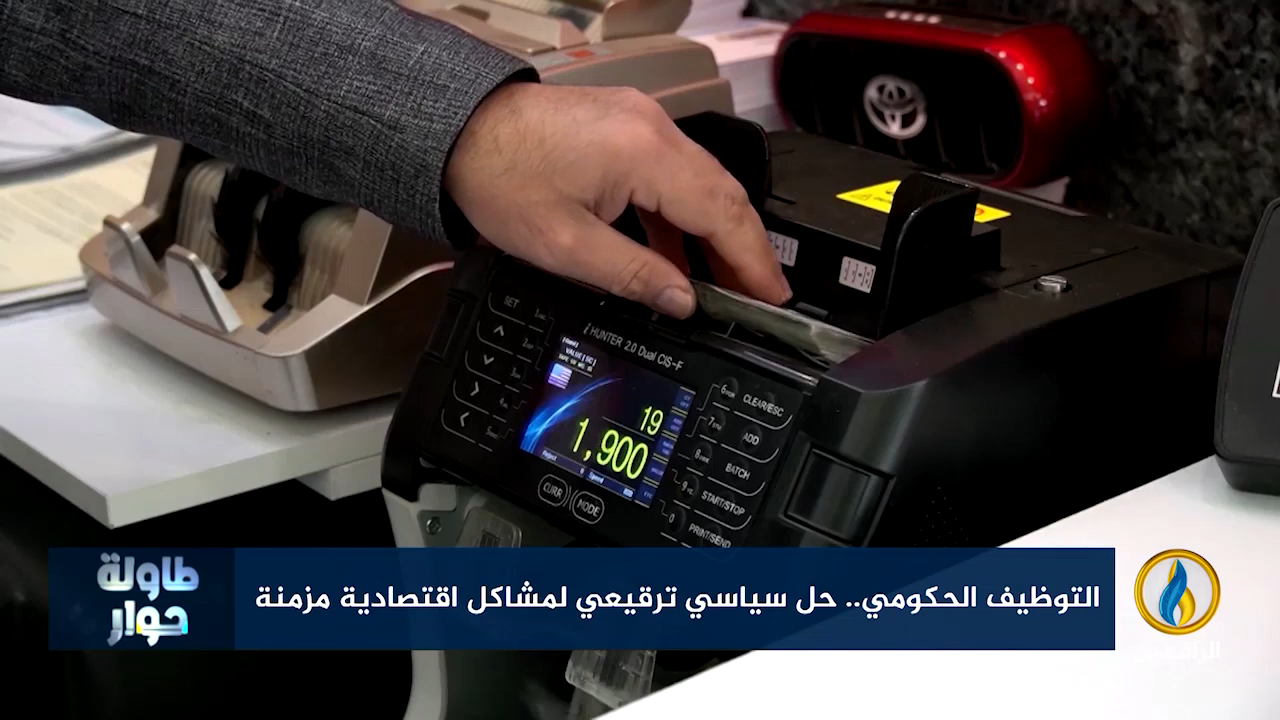 SET
i HUNTER 2.0 Dual CIS-F
19
1,900
CLEAR/ESC
ADD
BATCH
START/STOP
PRINT/SEND
CURR
MODE
التوظيف الحكومي.. حل سياسي ترقيعي لمشاكل اقتصادية مزمنة
طاولة
حوار